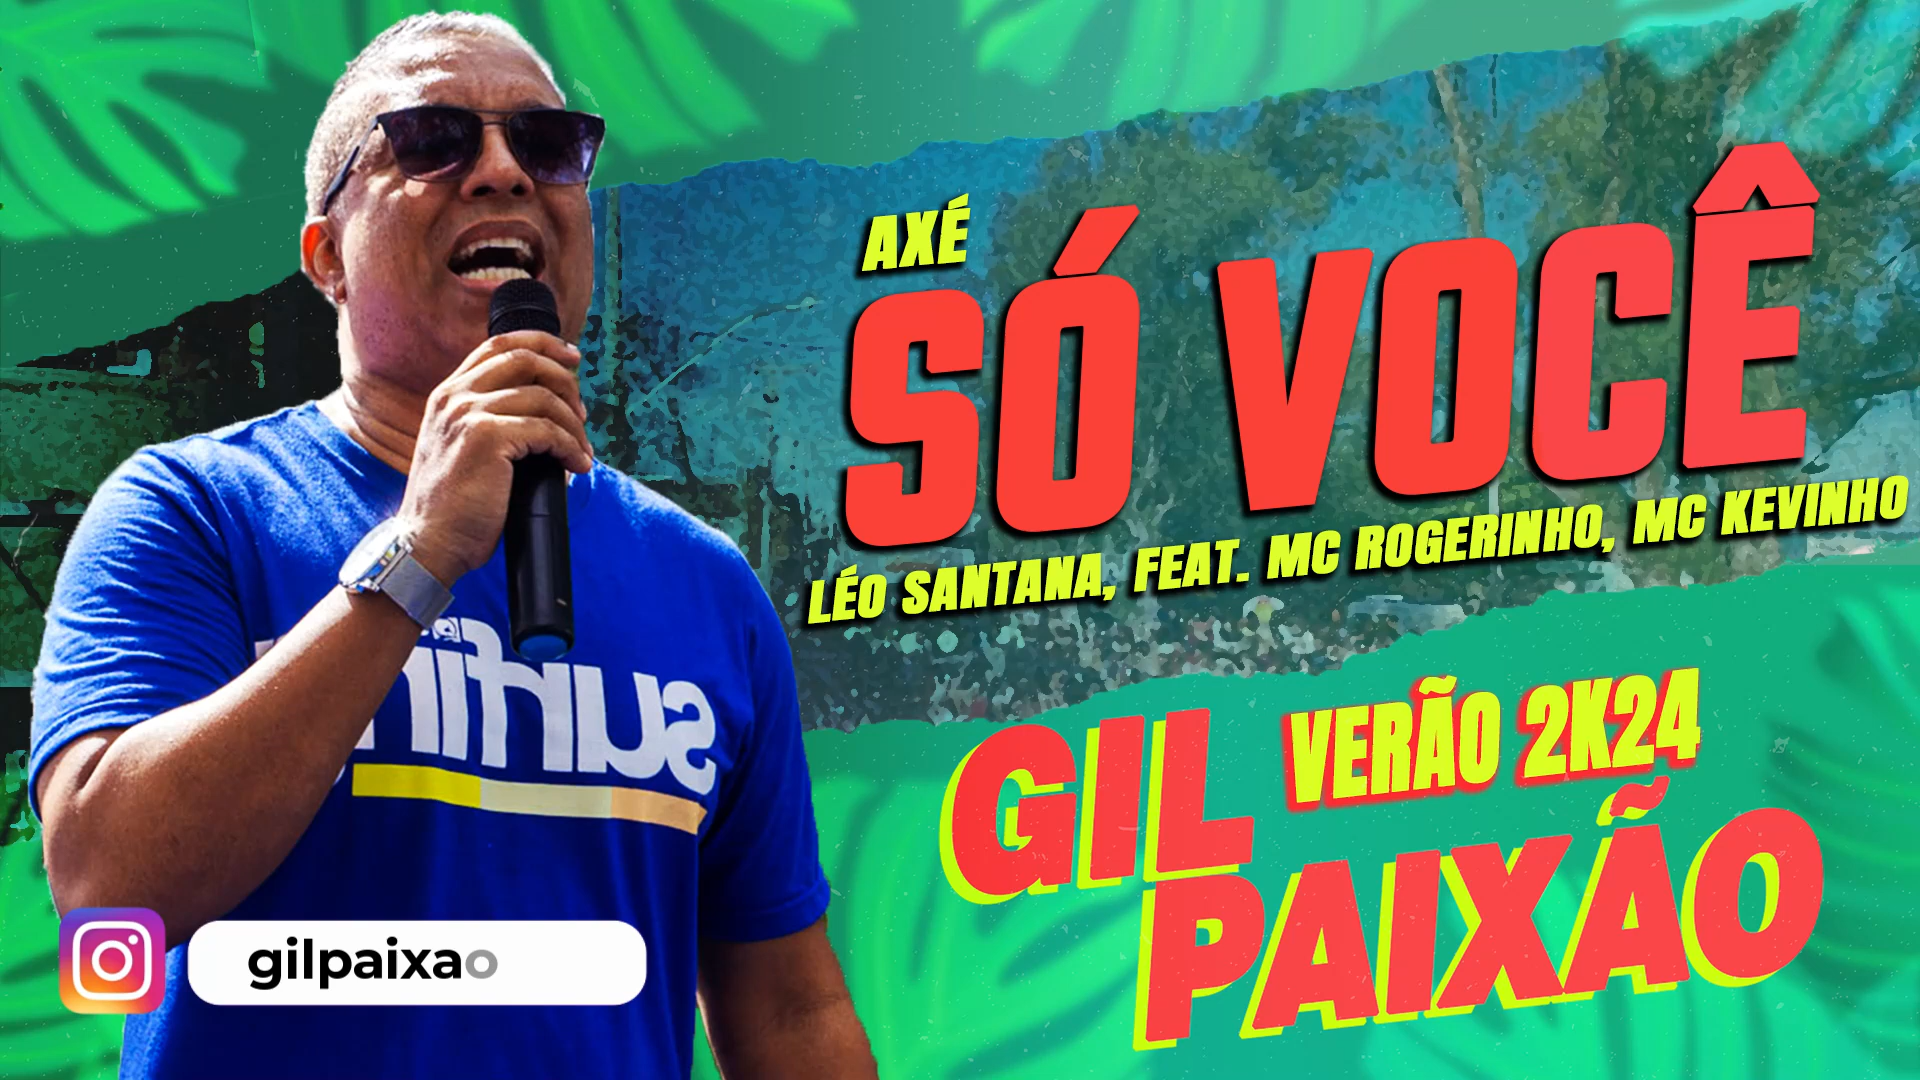 AXÉ
SÓ VOCÊ
LÉO SANTANA, FEAT. MC ROGERINHO, MC KEVINHO
VERÃO 2K24
GIL
PAIXÃO
gilpaixao